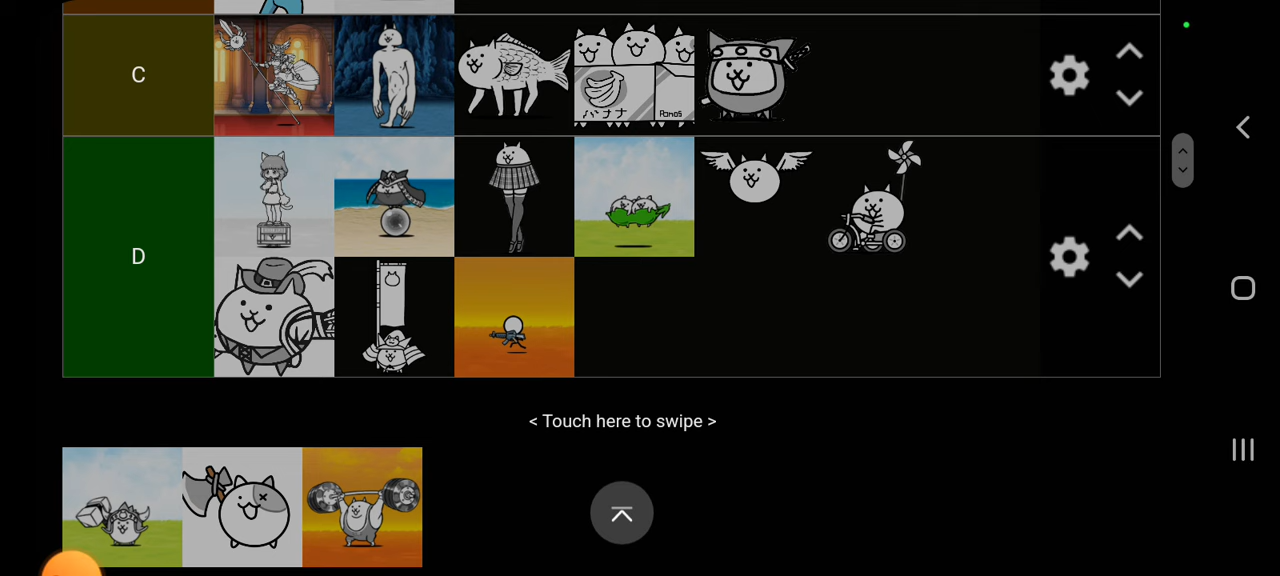 C
バナナ
Ponos
D
< Touch here to swipe >